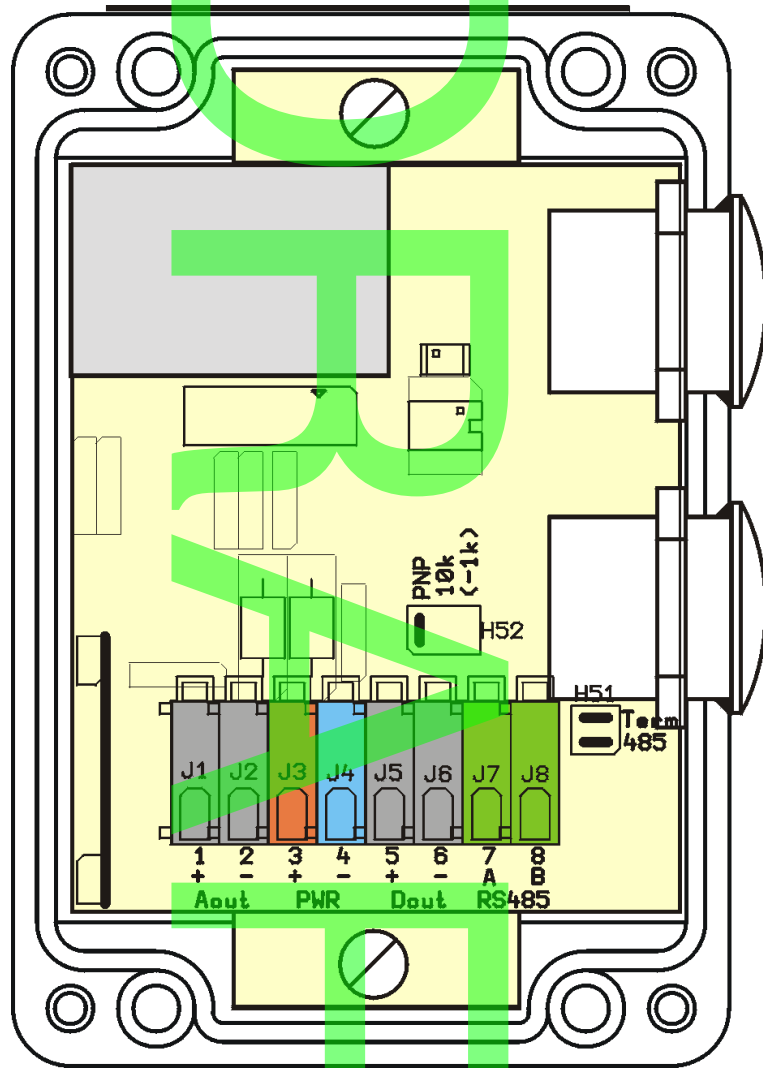 DRAFT
PNP
10k
(-1k)
H52
H51
Term
485
J1 J2 J3 J4 J5 J6 J7 J8
1 2 3 4 5 6 7 8
+ - + - + - A B
Aout PWR Dout RS485